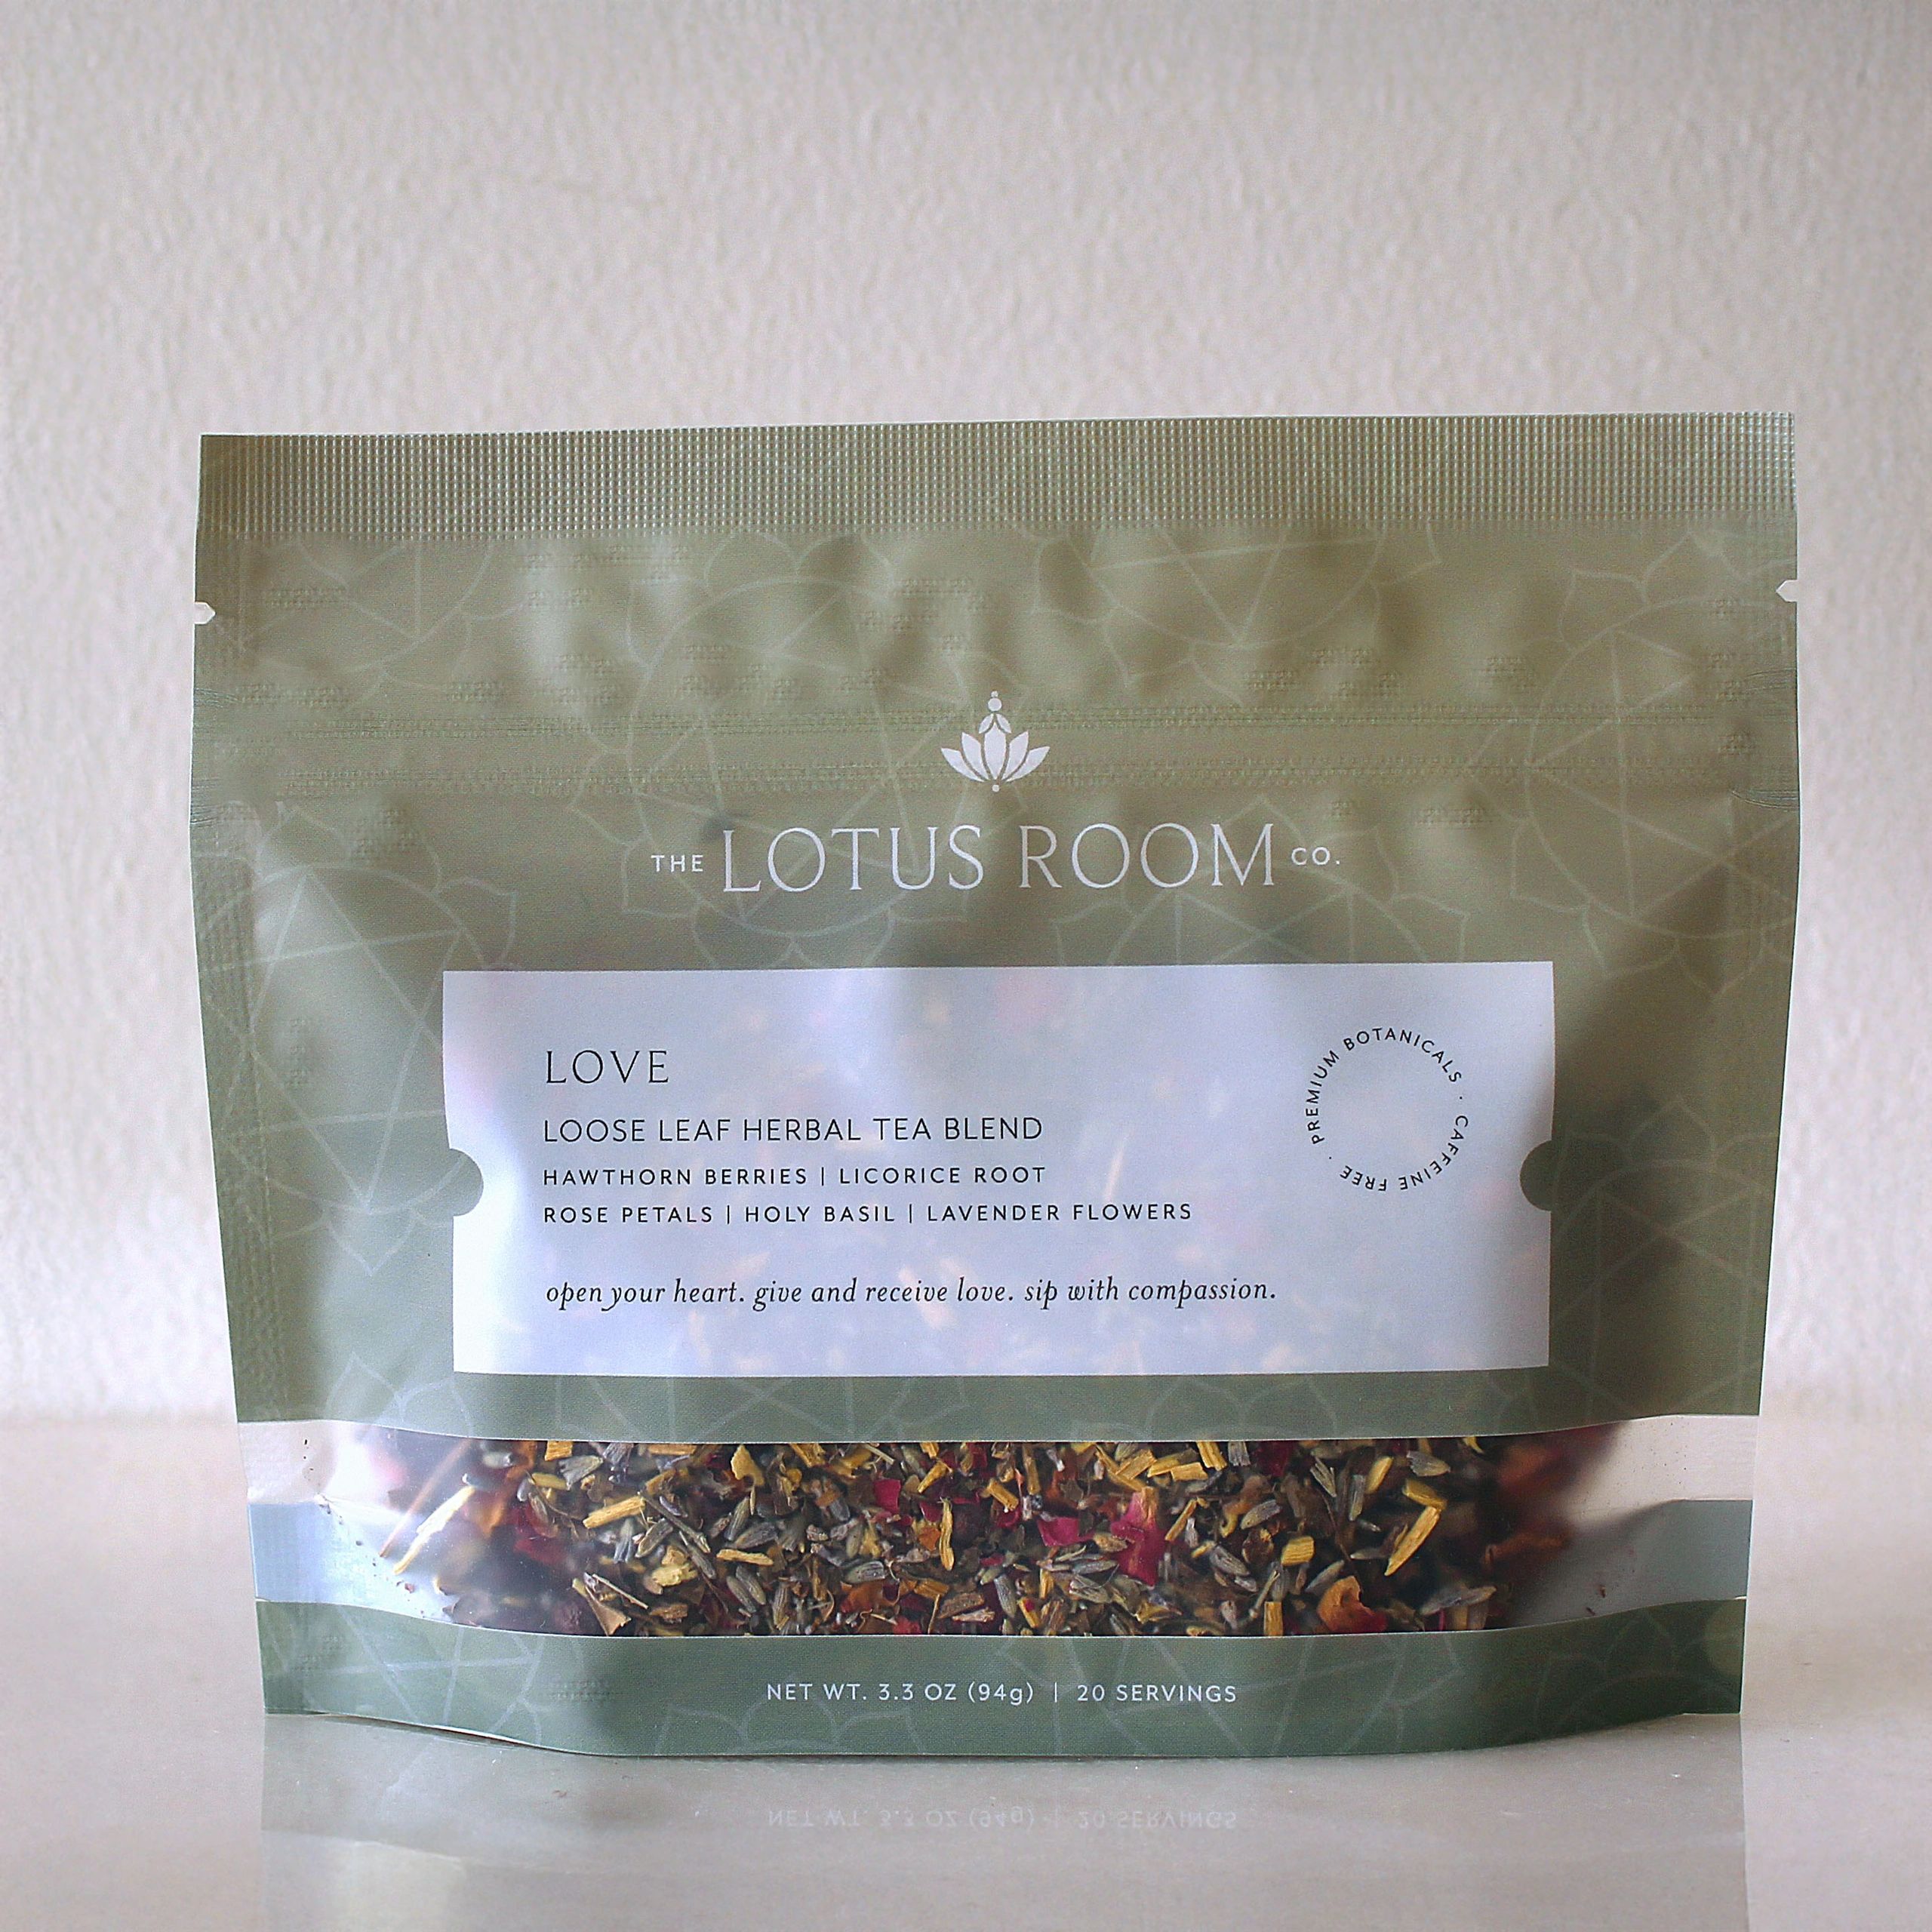 THE LOTUS ROOM CO.
LOVE
LOOSE LEAF HERBAL TEA BLEND
HAWTHORN BERRIES | LICORICE ROOT
ROSE PETALS | HOLY BASIL | LAVENDER FLOWERS
open your heart. give and receive love. sip with compassion.
PREMIUM BOTANICALS · CAFFEINE FREE ·
NET WT. 3.3 OZ (94g) | 20 SERVINGS